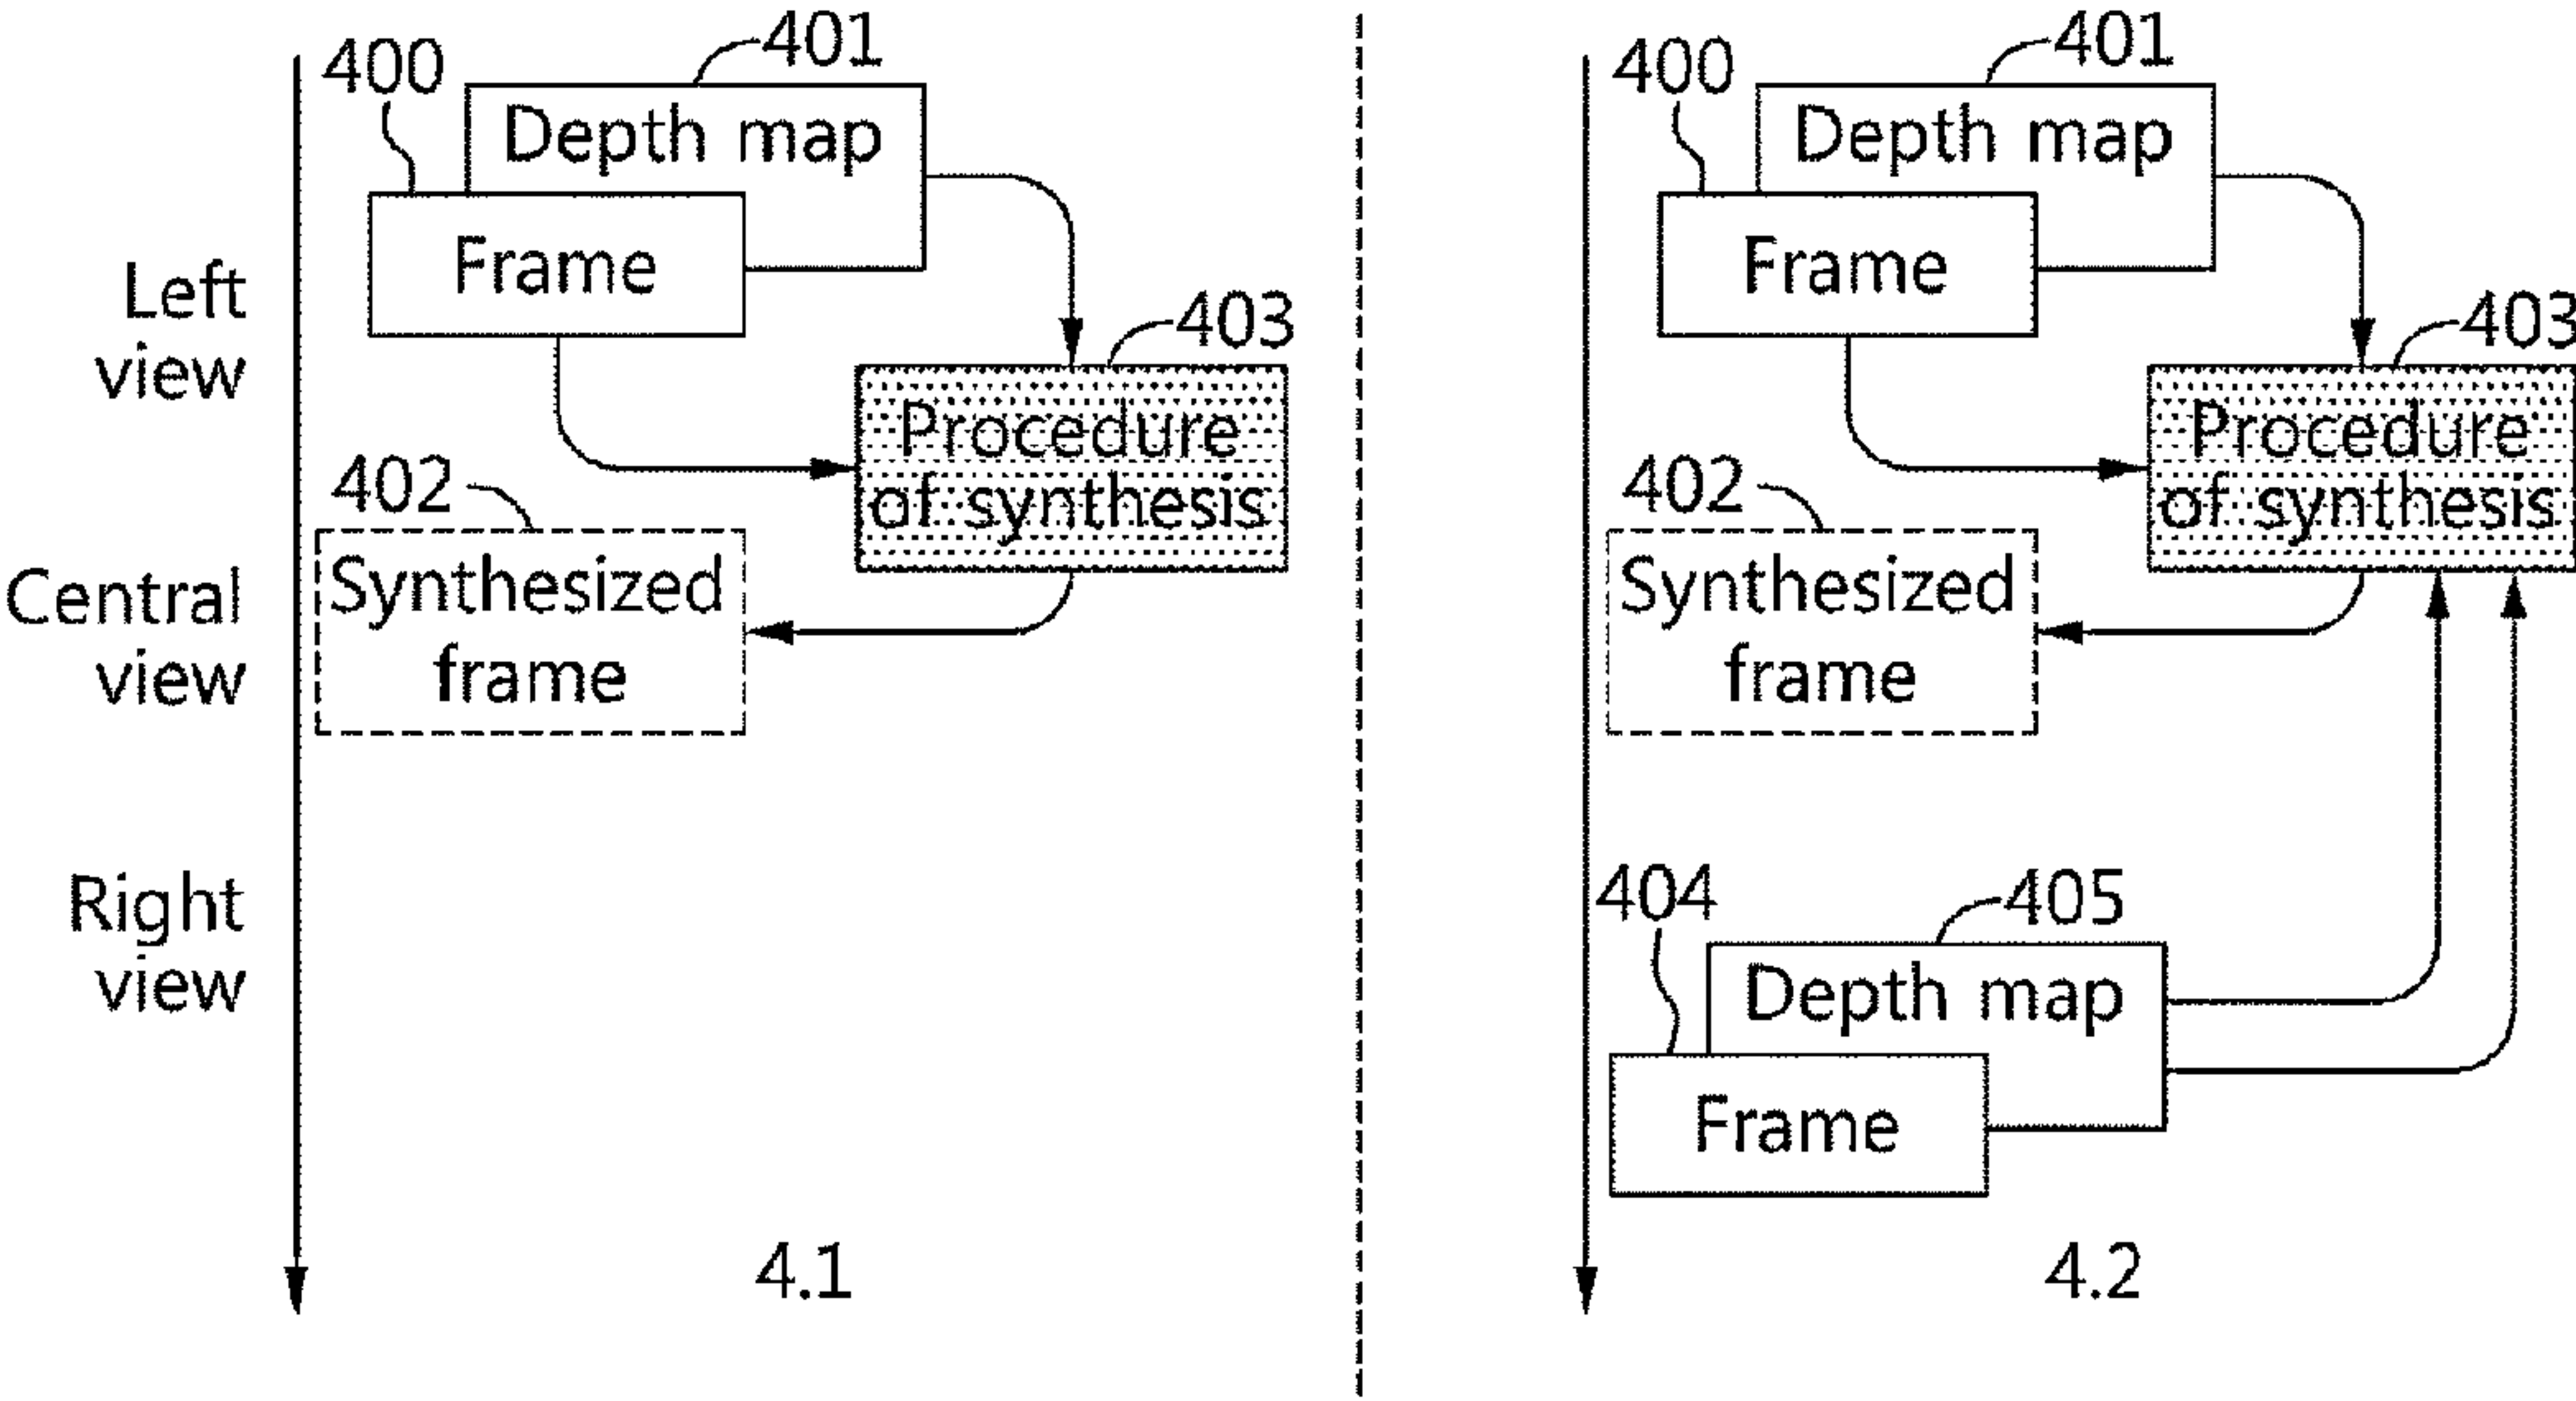 400
401
Depth map
Frame
Left
view
403
Procedure
of synthesis
402
Synthesized
frame
Central
view
Right
view
4.1
400
401
Depth map
Frame
403
Procedure
of synthesis
402
Synthesized
frame
404
405
Depth map
Frame
4.2